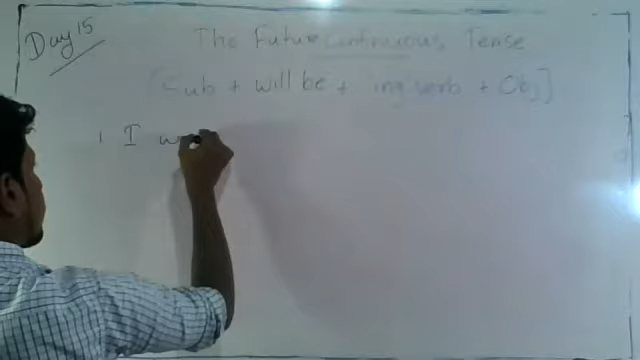 Day 15
The Future Continuous Tense
[Sub + will be + ing verb + Obj]
1. I w